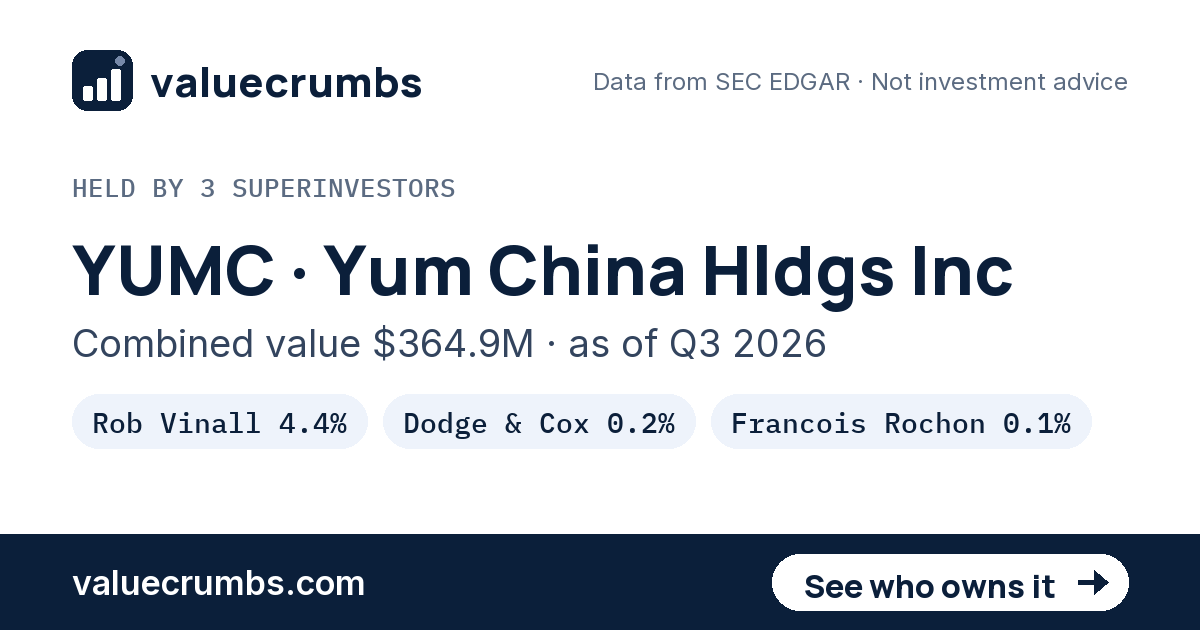 valuecrumbs
Data from SEC EDGAR · Not investment advice
HELD BY 3 SUPERINVESTORS
YUMC · Yum China Hldgs Inc
Combined value $364.9M · as of Q3 2026
Rob Vinall 4.4%
Dodge & Cox 0.2%
Francois Rochon 0.1%
valuecrumbs.com
See who owns it →